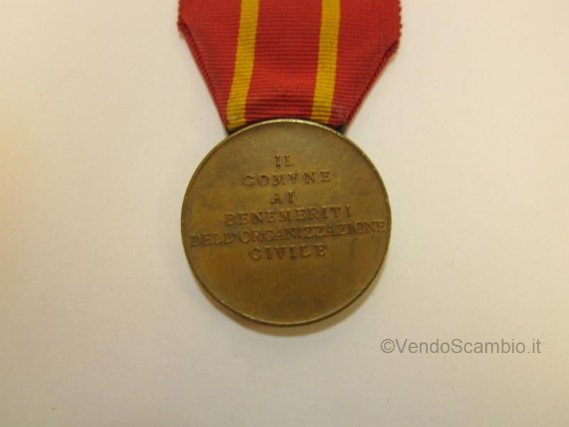 IL
COMVNE
AI
BENEMERITI
DELL'ORGANIZZAZIONE
CIVILE
©VendoScambio.it